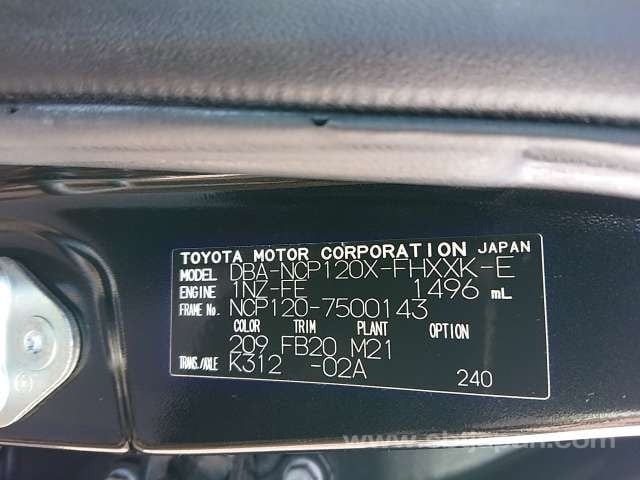 TOYOTA MOTOR CORPORATION JAPAN
MODEL DBA-NCP120X-FHXXK-E
ENGINE 1NZ-FE 1496 mL
FRAME No. NCP120-7500143
COLOR TRIM PLANT OPTION
209 FB20 M21
TRANS./AXLE K312 -02A
240